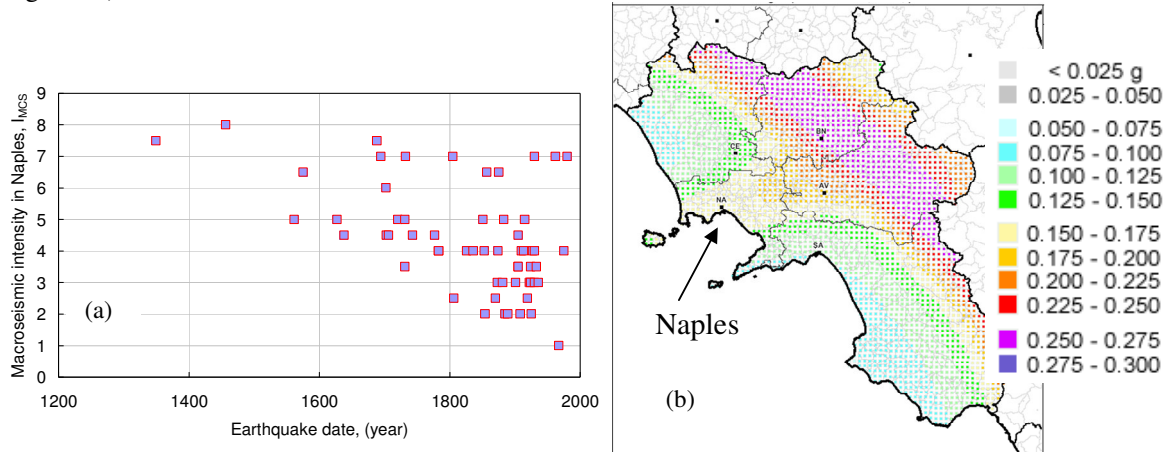 9
8
7
6
5
4
3
2
1
0
Macroseismic intensity in Naples, I_MCS
(a)
1200 1400 1600 1800 2000
Earthquake date, (year)
BN
CE
AV
NA
SA
Naples
(b)
< 0.025 g
0.025 - 0.050
0.050 - 0.075
0.075 - 0.100
0.100 - 0.125
0.125 - 0.150
0.150 - 0.175
0.175 - 0.200
0.200 - 0.225
0.225 - 0.250
0.250 - 0.275
0.275 - 0.300